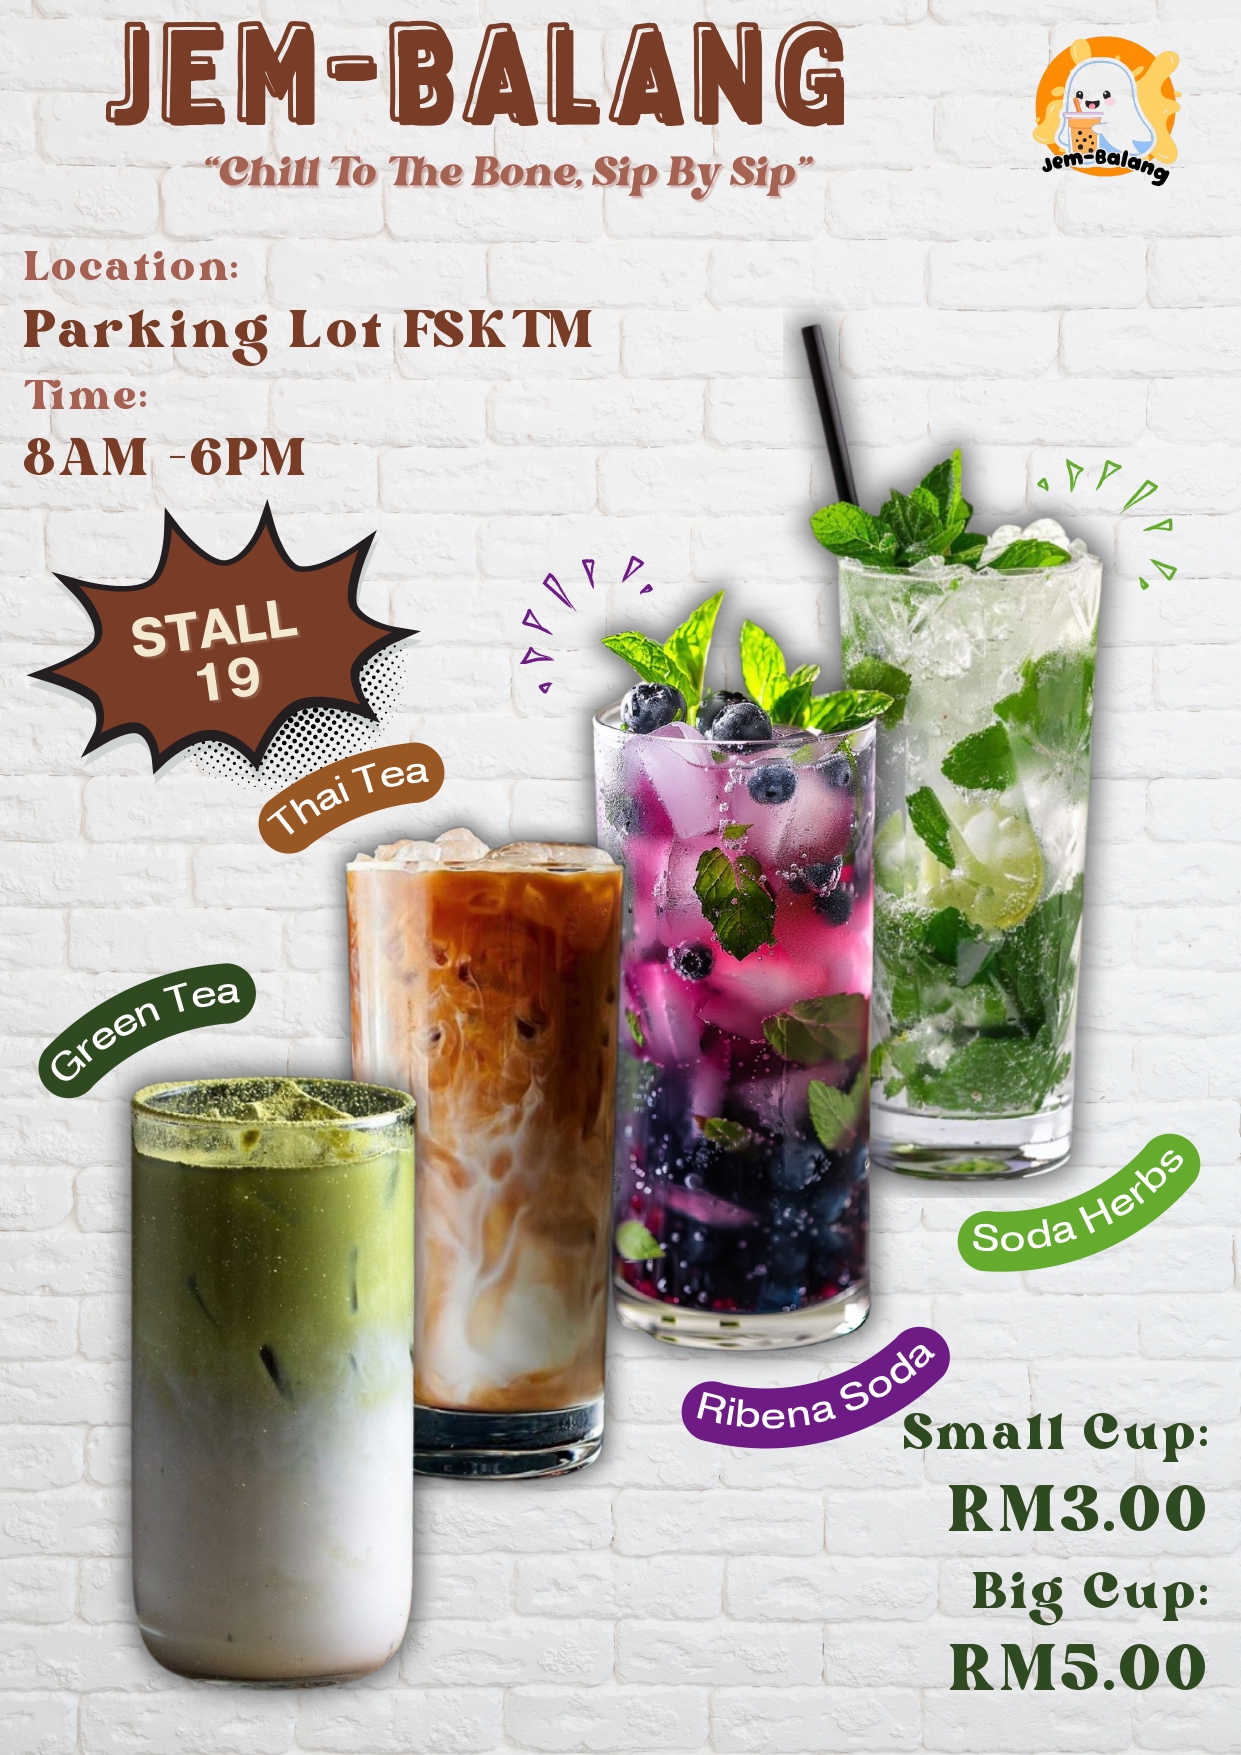 JEM-BALANG
Jem-Balang
“Chill To The Bone, Sip By Sip”
Location:
Parking Lot FSKTM
Time:
8AM -6PM
STALL
19
Thai Tea
Green Tea
Soda Herbs
Ribena Soda
Small Cup:
RM3.00
Big Cup:
RM5.00